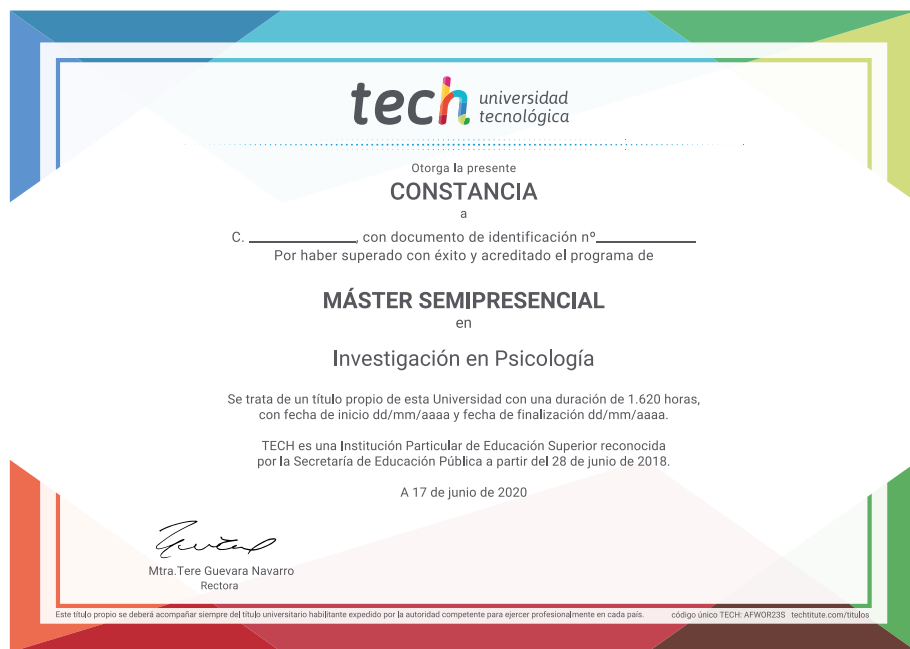 tech universidad
tecnológica
Otorga la presente
CONSTANCIA
a
C. ____________, con documento de identificación nº____________
Por haber superado con éxito y acreditado el programa de
MÁSTER SEMIPRESENCIAL
en
Investigación en Psicología
Se trata de un título propio de esta Universidad con una duración de 1.620 horas,
con fecha de inicio dd/mm/aaaa y fecha de finalización dd/mm/aaaa.
TECH es una Institución Particular de Educación Superior reconocida
por la Secretaría de Educación Pública a partir del 28 de junio de 2018.
A 17 de junio de 2020
Mtra.Tere Guevara Navarro
Rectora
Este título propio se deberá acompañar siempre del título universitario habilitante expedido por la autoridad competente para ejercer profesionalmente en cada país. código único TECH: AFWOR23S techtitute.com/titulos